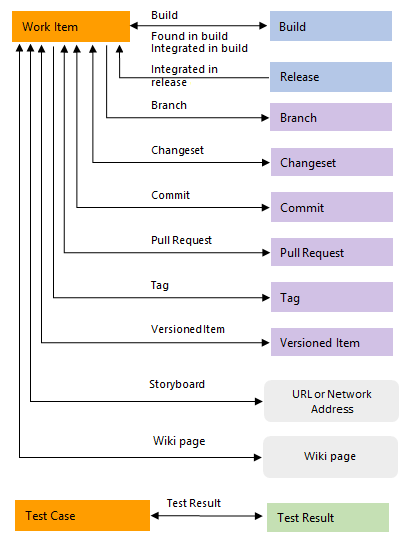 Work Item
Build
Build
Found in build
Integrated in build
Integrated in
release
Release
Branch
Branch
Changeset
Changeset
Commit
Commit
Pull Request
Pull Request
Tag
Tag
Versioned Item
Versioned Item
Storyboard
URL or Network
Address
Wiki page
Wiki page
Test Case
Test Result
Test Result